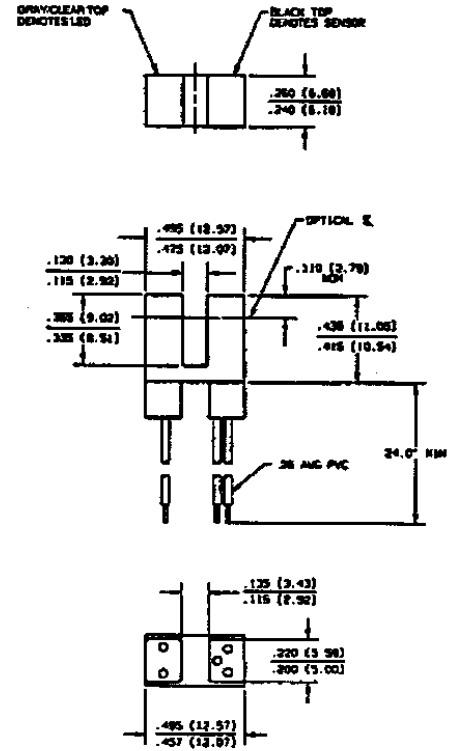 GRAY/CLEAR TOP
DENOTES LED
BLACK TOP
DENOTES SENSOR
.260 (6.60)
.240 (6.10)
.495 (12.57)
.475 (12.07)
OPTICAL ℄
.130 (3.30)
.115 (2.92)
.110 (2.79)
NOM
.355 (9.02)
.335 (8.51)
.435 (11.05)
.415 (10.54)
24.0" MIN
26 AWG PVC
.135 (3.43)
.115 (2.92)
.220 (5.59)
.200 (5.00)
.495 (12.57)
.457 (12.07)